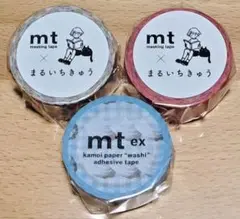 mt
masking tape
×
まるいちきゅう
mt
masking tape
×
まるいちきゅう
mt ex
kamoi paper "washi"
adhesive tape